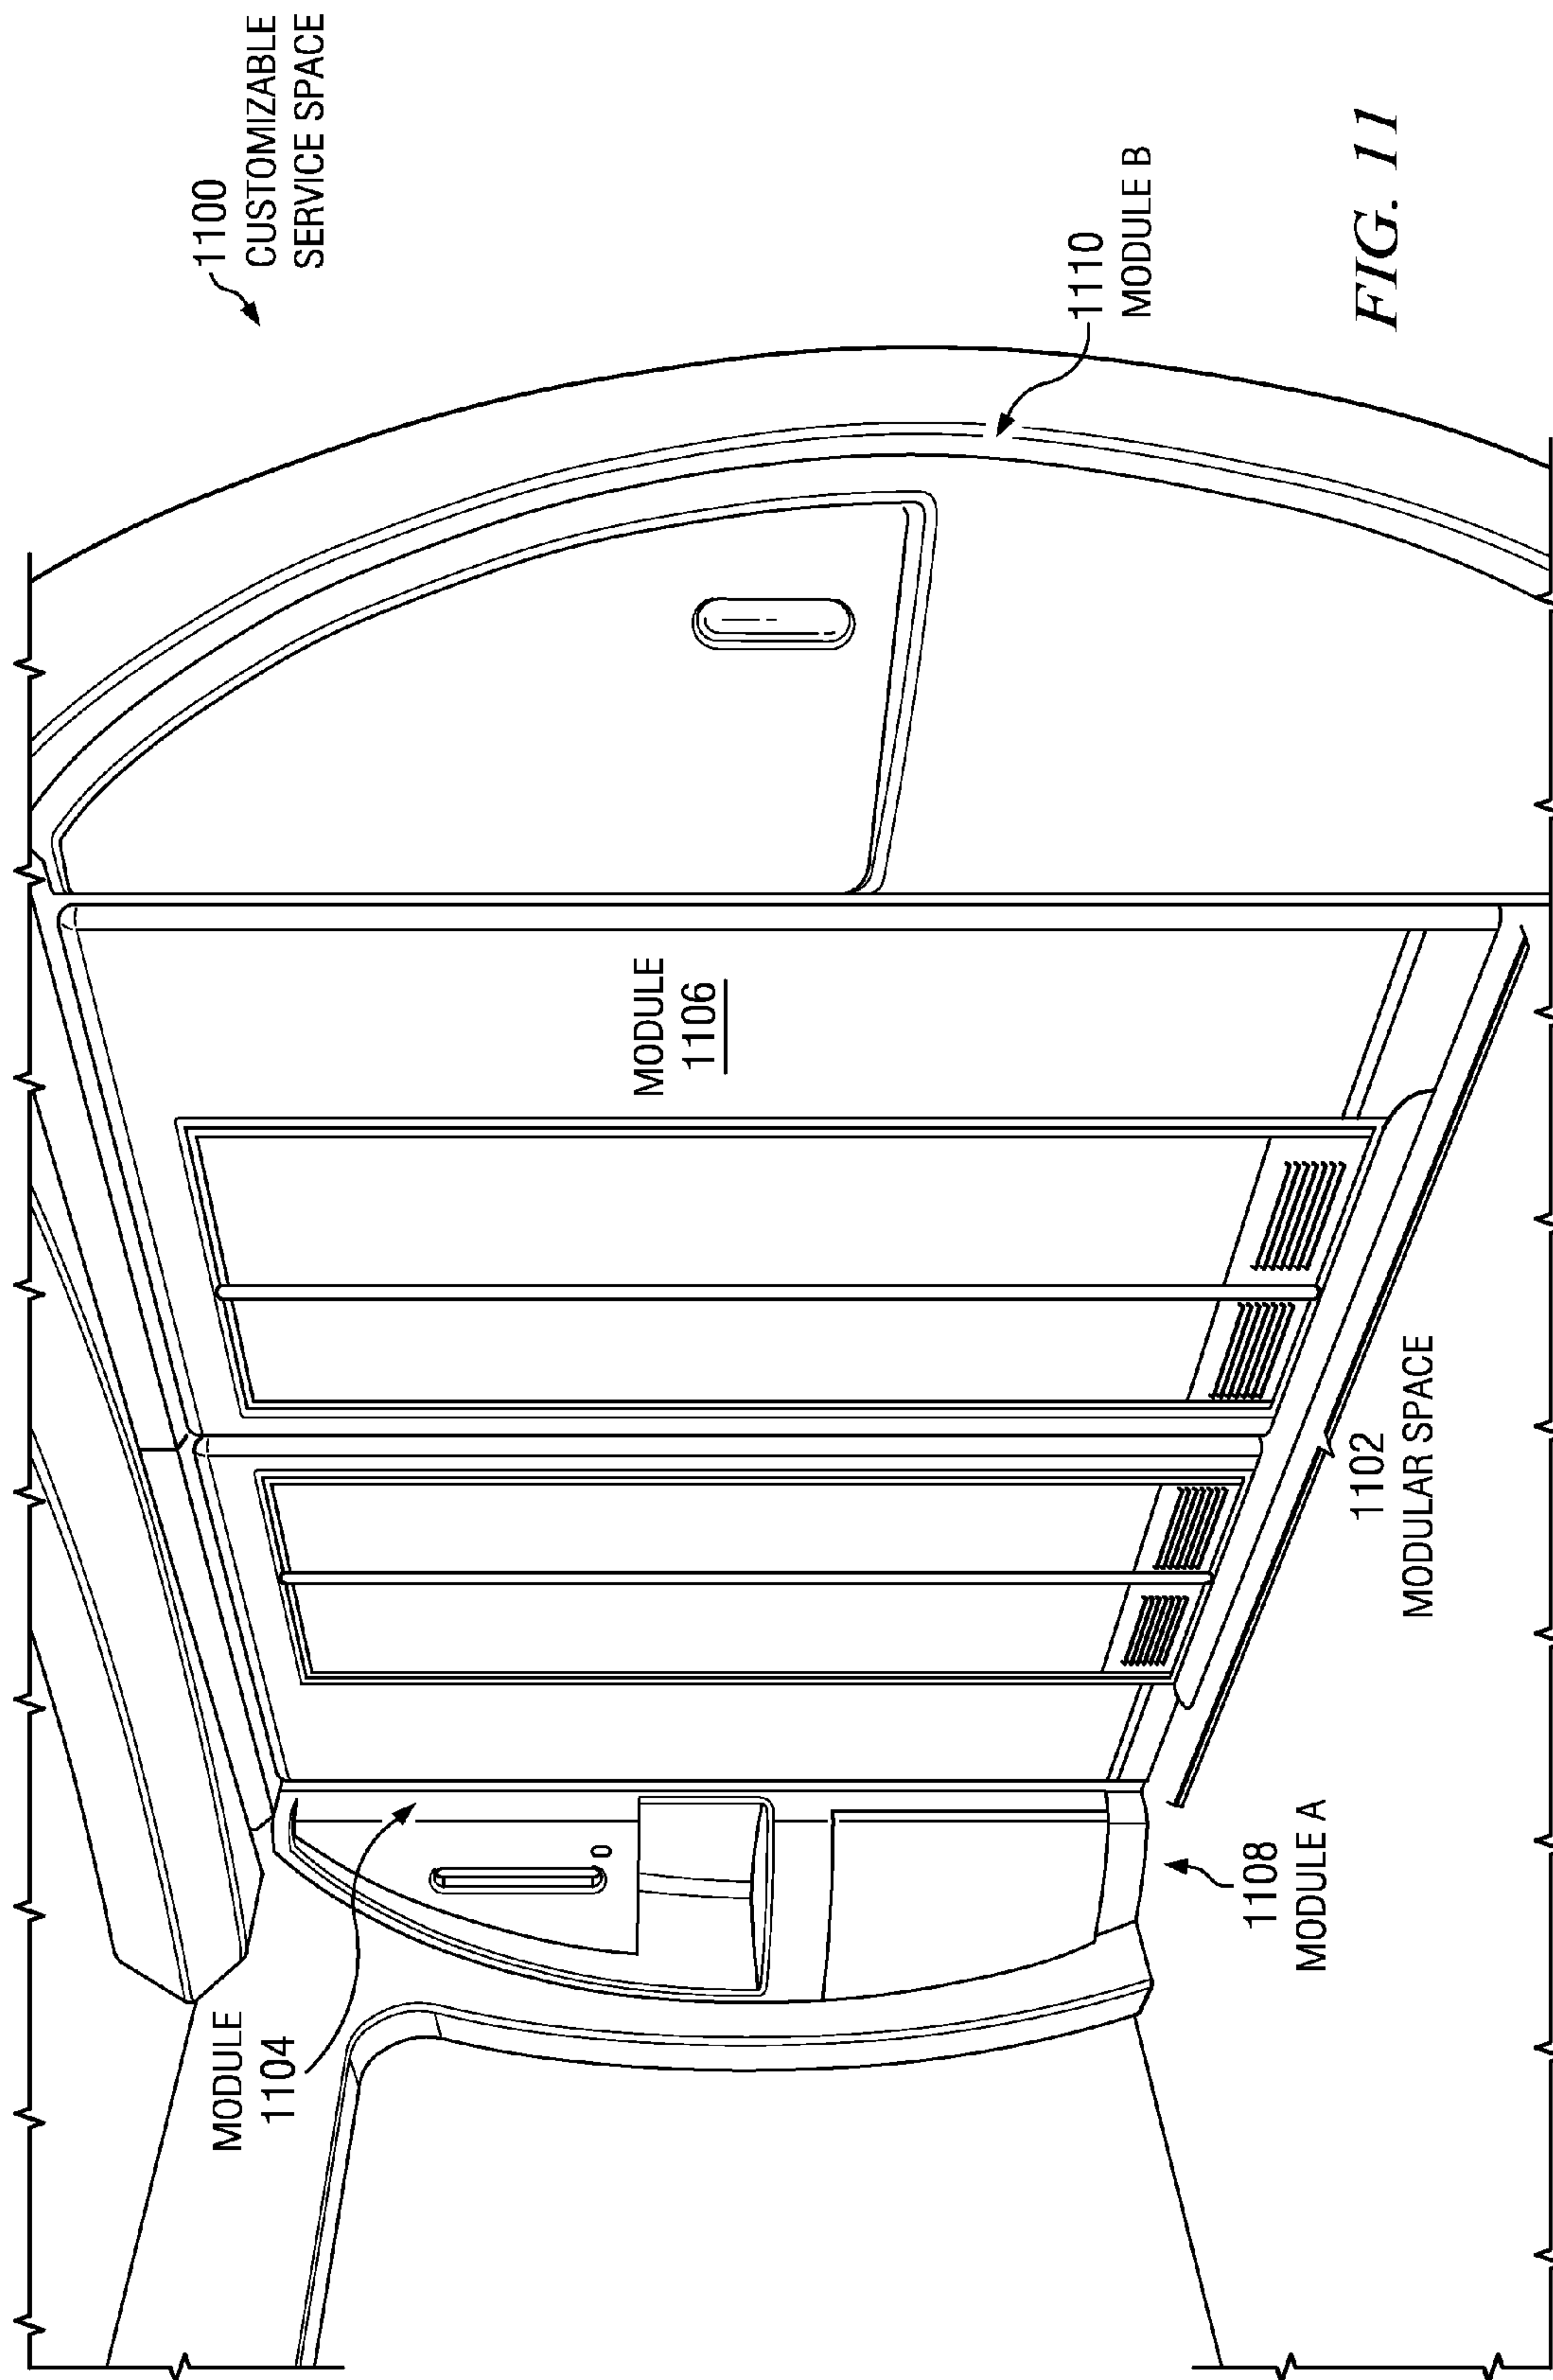 1100
CUSTOMIZABLE
SERVICE SPACE
MODULE
1104
MODULE
1106
1110
MODULE B
1108
MODULE A
1102
MODULAR SPACE
FIG. 11